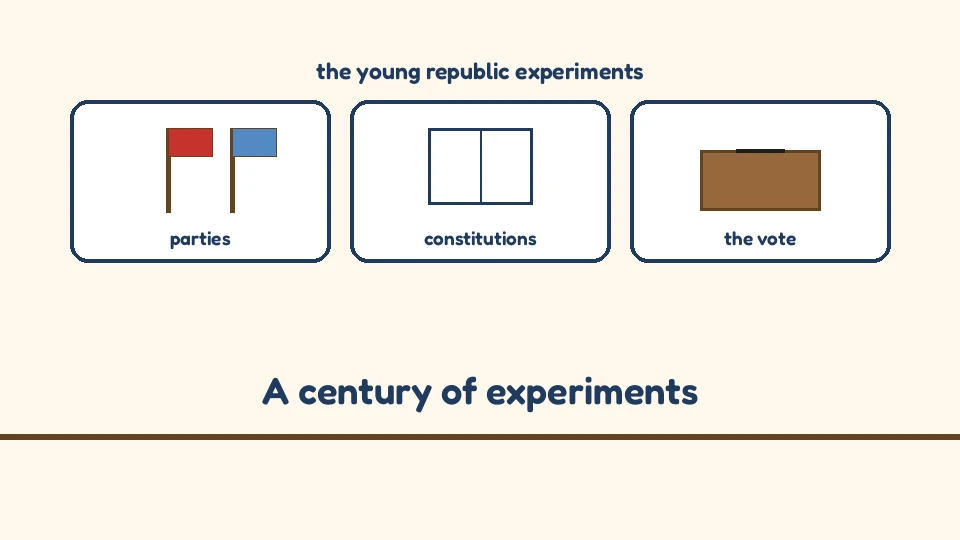 the young republic experiments
parties
constitutions
the vote
A century of experiments